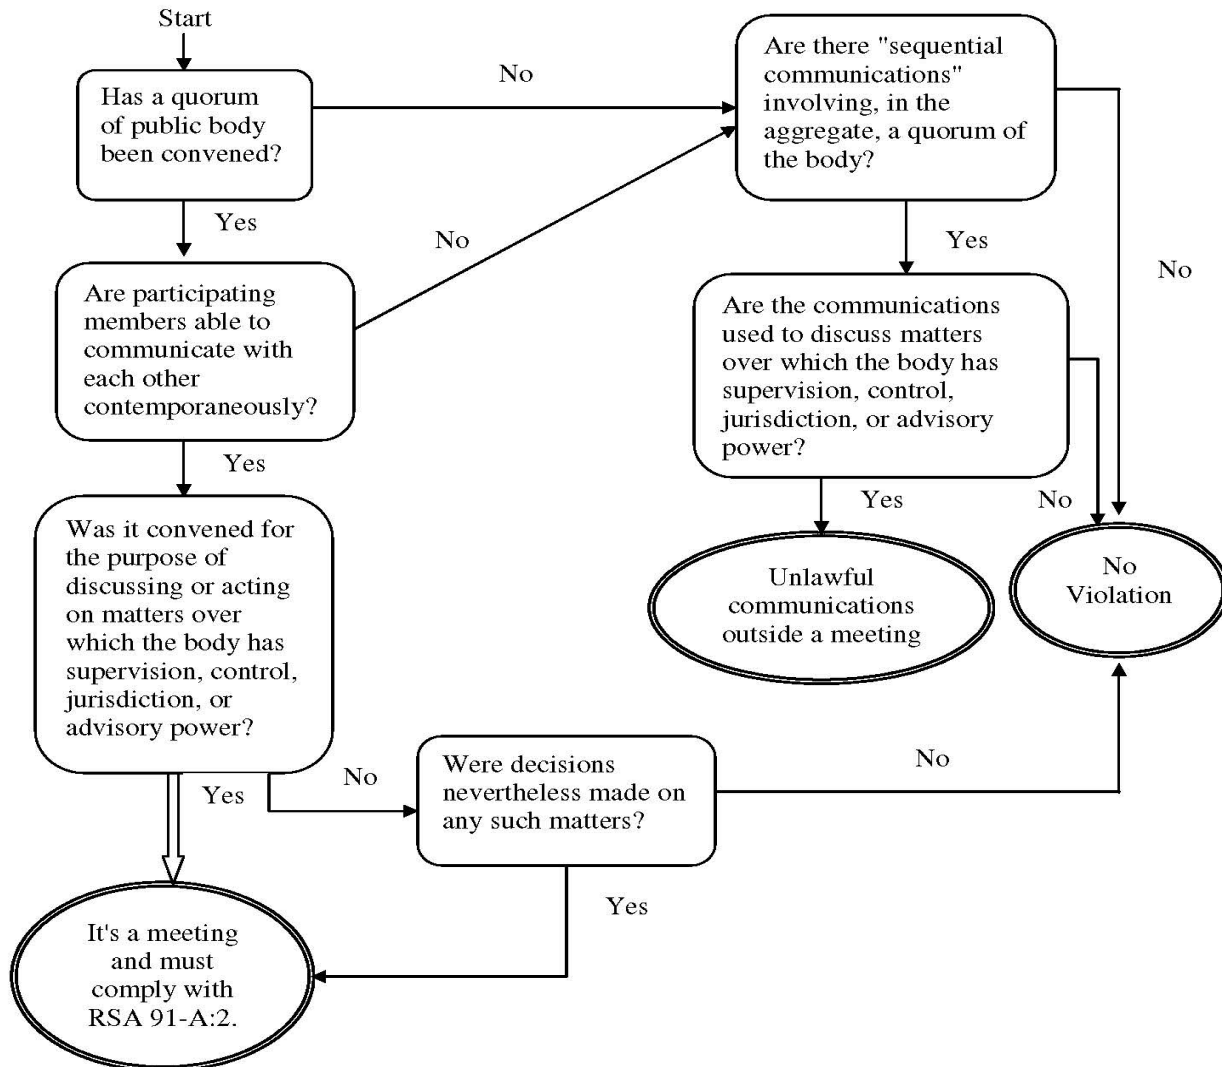 Start
Has a quorum
of public body
been convened?
No
Yes
Are participating
members able to
communicate with
each other
contemporaneously?
No
Yes
Was it convened for
the purpose of
discussing or acting
on matters over
which the body has
supervision, control,
jurisdiction, or
advisory power?
Yes
No
It's a meeting
and must
comply with
RSA 91-A:2.
Were decisions
nevertheless made on
any such matters?
No
Yes
Are there "sequential
communications"
involving, in the
aggregate, a quorum of
the body?
Yes
No
Are the communications
used to discuss matters
over which the body has
supervision, control,
jurisdiction, or advisory
power?
Yes
No
Unlawful
communications
outside a meeting
No
Violation